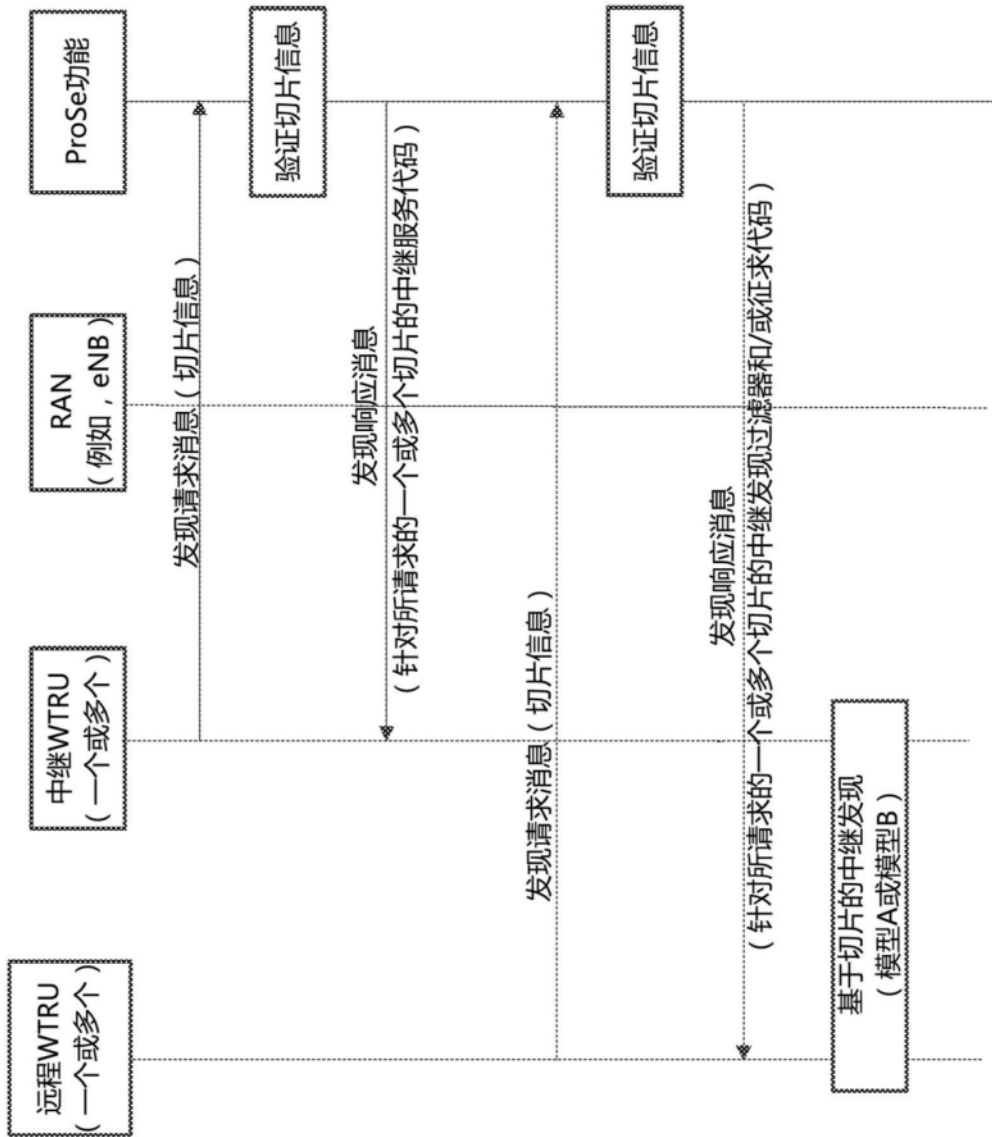 远程WTRU
（一个或多个）
中继WTRU
（一个或多个）
RAN
（例如，eNB）
ProSe功能
发现请求消息（切片信息）
验证切片信息
发现响应消息
（针对所请求的一个或多个切片的中继服务代码）
发现请求消息（切片信息）
验证切片信息
发现响应消息
（针对所请求的一个或多个切片的中继发现过滤器和/或征求代码）
基于切片的中继发现
（模型A或模型B）